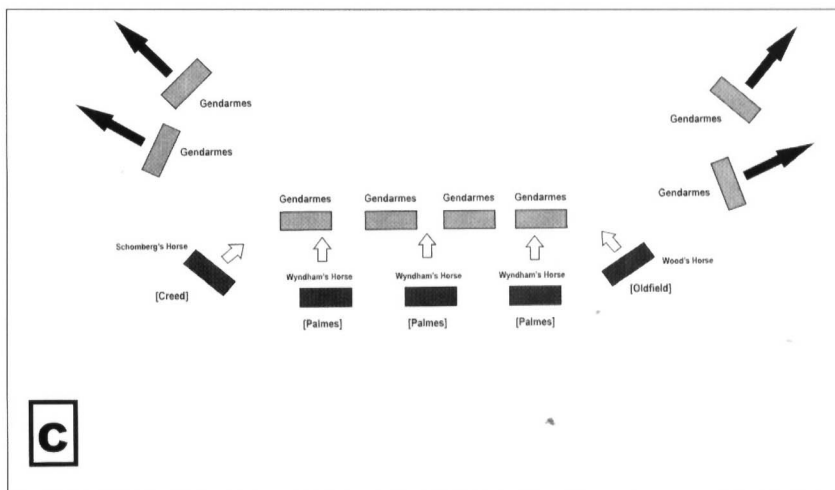 Gendarmes
Gendarmes
Gendarmes
Gendarmes
Gendarmes Gendarmes Gendarmes Gendarmes
Schomberg's Horse
[Creed]
Wyndham's Horse Wyndham's Horse Wyndham's Horse
[Palmes] [Palmes] [Palmes]
Wood's Horse
[Oldfield]
C